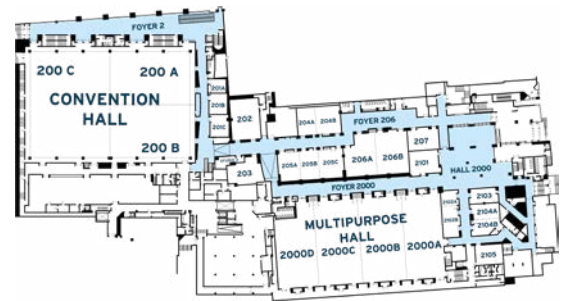 FOYER 2
200 C
200 A
CONVENTION
HALL
200 B
201A
201B
201C
202
203
204A
204B
FOYER 206
205A
205B
205C
206A
206B
207
2101
HALL 2000
FOYER 2000
MULTIPURPOSE
HALL
2000D
2000C
2000B
2000A
2102A
2102B
2103
2104A
2104B
2105